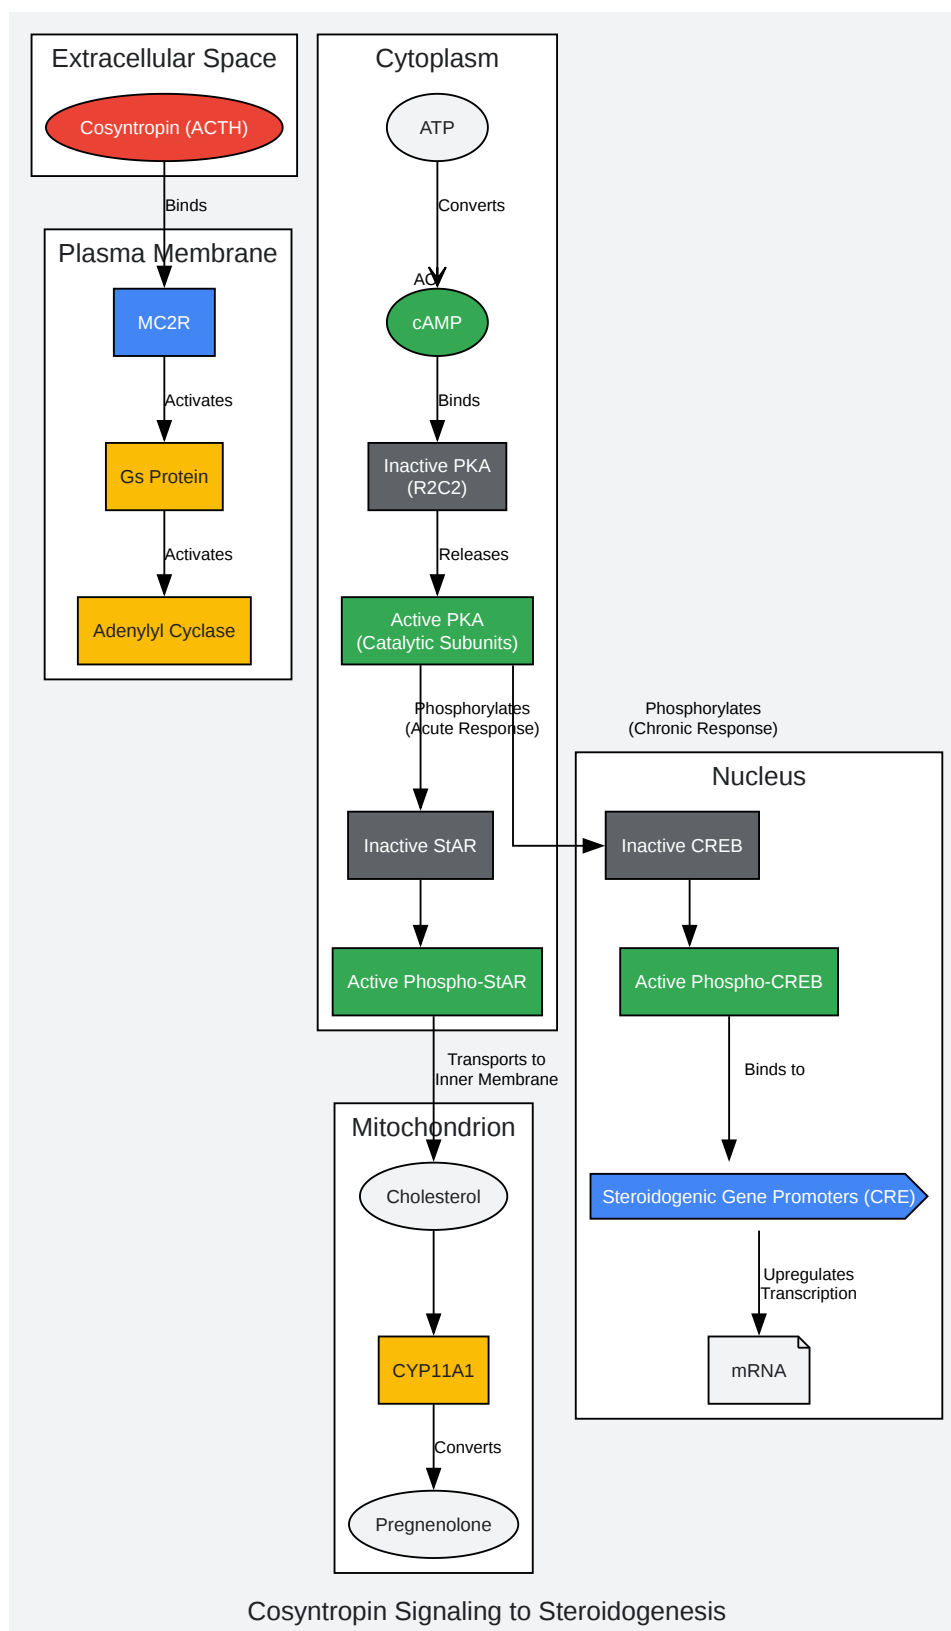 Extracellular Space
Cosyntropin (ACTH)
Binds
Plasma Membrane
MC2R
Activates
Gs Protein
Activates
Adenylyl Cyclase
Cytoplasm
ATP
Converts
AC
cAMP
Binds
Inactive PKA
(R2C2)
Releases
Active PKA
(Catalytic Subunits)
Phosphorylates
(Acute Response)
Inactive StAR
Active Phospho-StAR
Transports to
Inner Membrane
Mitochondrion
Cholesterol
CYP11A1
Converts
Pregnenolone
Phosphorylates
(Chronic Response)
Nucleus
Inactive CREB
Active Phospho-CREB
Binds to
Steroidogenic Gene Promoters (CRE)
Upregulates
Transcription
mRNA
Cosyntropin Signaling to Steroidogenesis